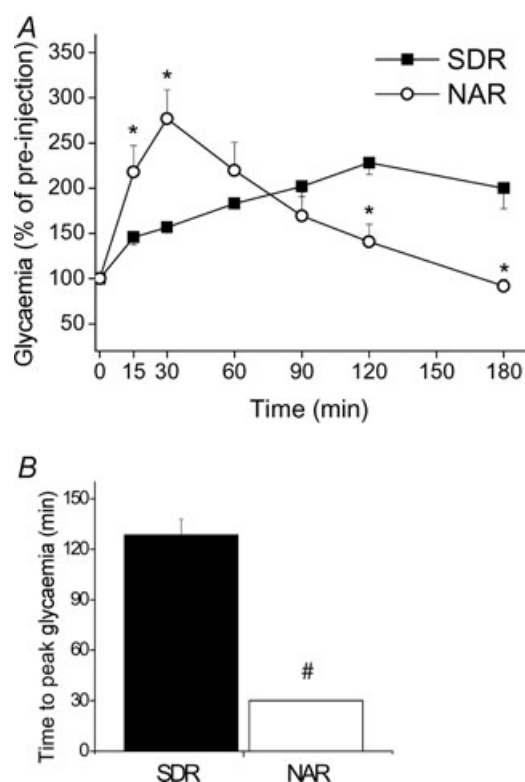 A
350
300
250
200
150
100
50
Glycaemia (% of pre-injection)
SDR
NAR
*
*
*
*
0 15 30 60 90 120 150 180
Time (min)
B
150
120
90
60
30
0
Time to peak glycaemia (min)
#
SDR NAR